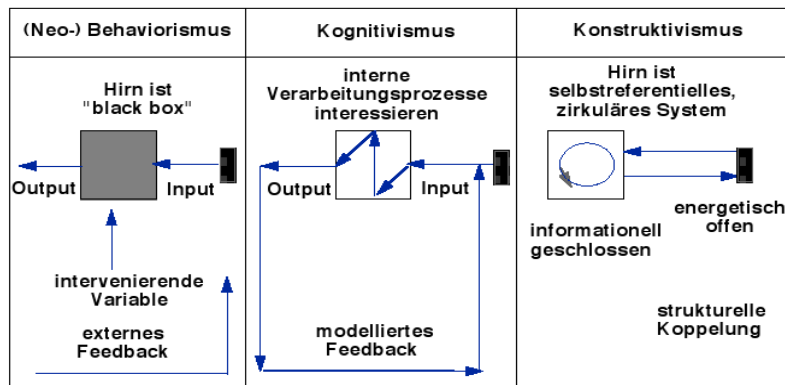 (Neo-) Behaviorismus
Hirn ist
"black box"
Output
Input
intervenierende
Variable
externes
Feedback
Kognitivismus
interne
Verarbeitungsprozesse
interessieren
Output
Input
modelliertes
Feedback
Konstruktivismus
Hirn ist
selbstreferentielles,
zirkuläres System
informationell
geschlossen
energetisch
offen
strukturelle
Koppelung